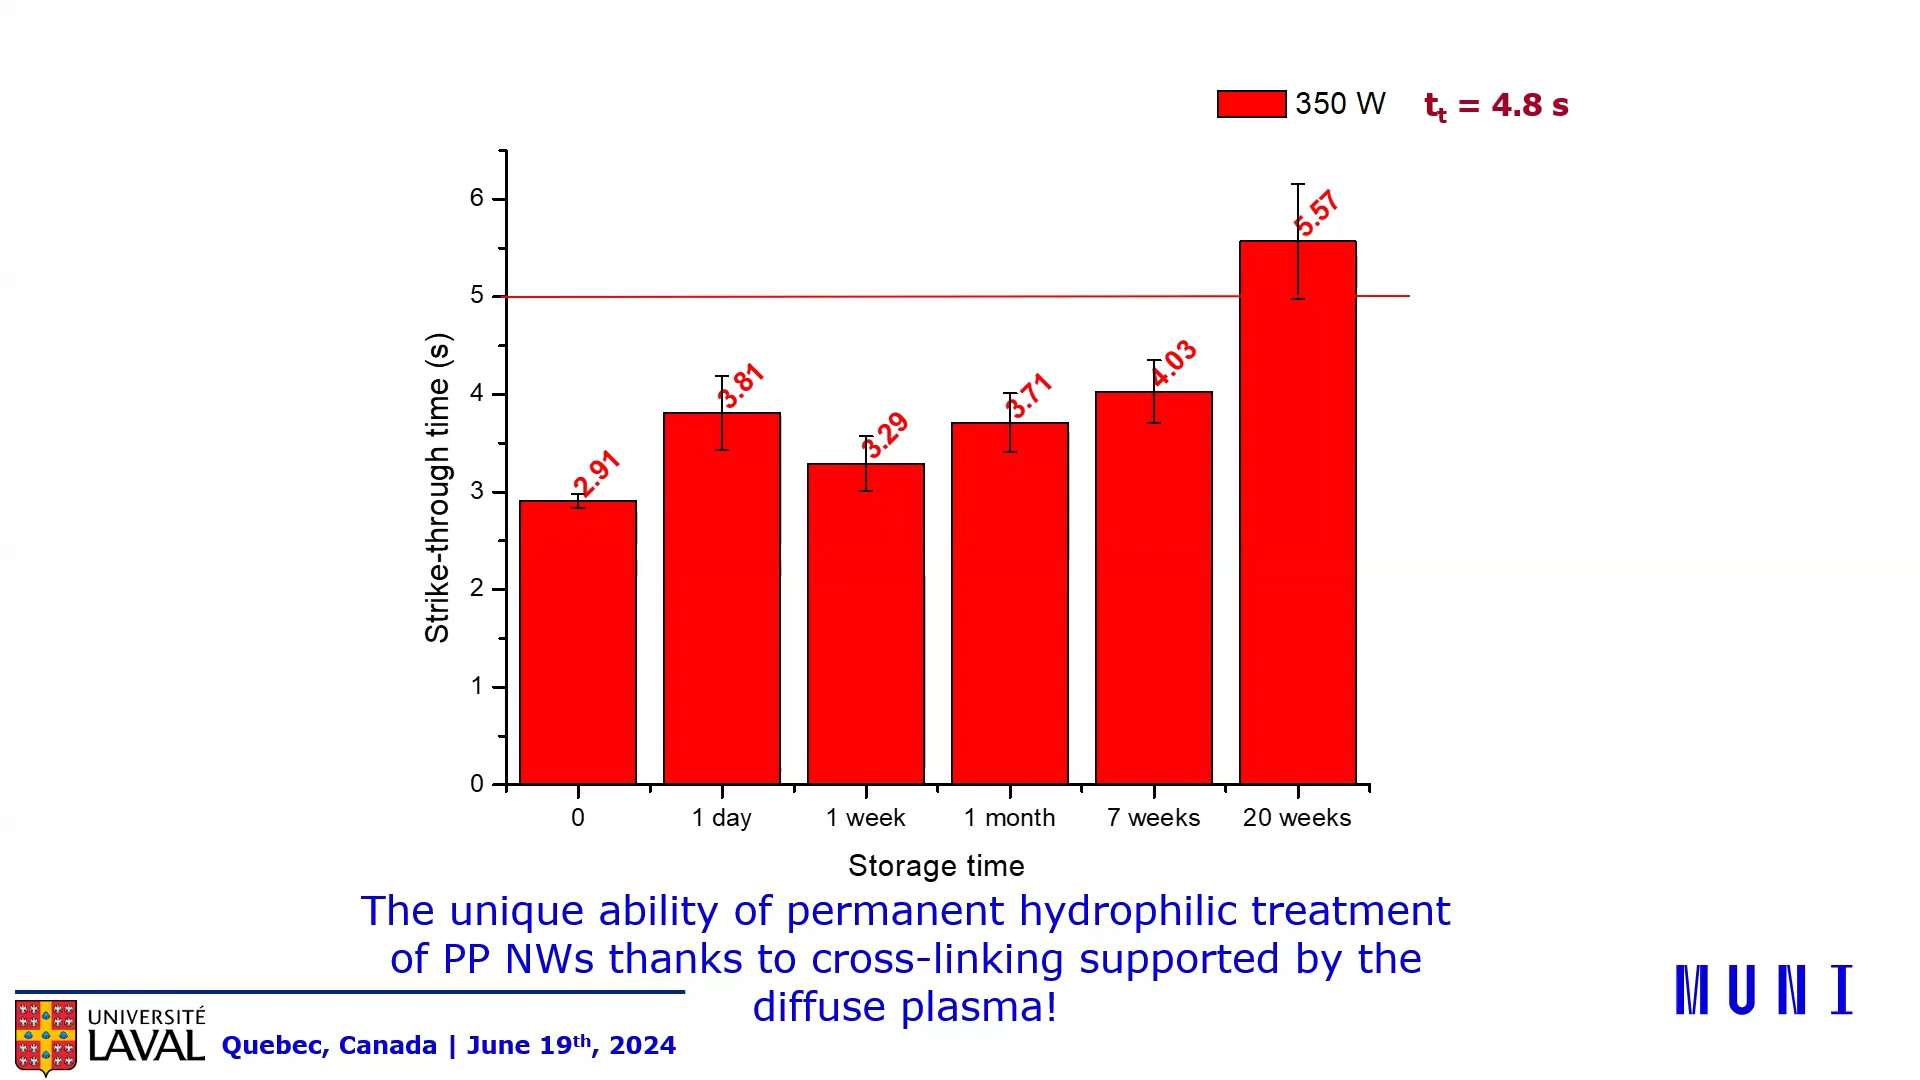 350 W
tt = 4.8 s
Strike-through time (s)
6
5
4
3
2
1
0
2.91
3.81
3.29
3.71
4.03
5.57
0
1 day
1 week
1 month
7 weeks
20 weeks
Storage time
The unique ability of permanent hydrophilic treatment
of PP NWs thanks to cross-linking supported by the
diffuse plasma!
UNIVERSITÉ
LAVAL
Quebec, Canada | June 19th, 2024
MUNI